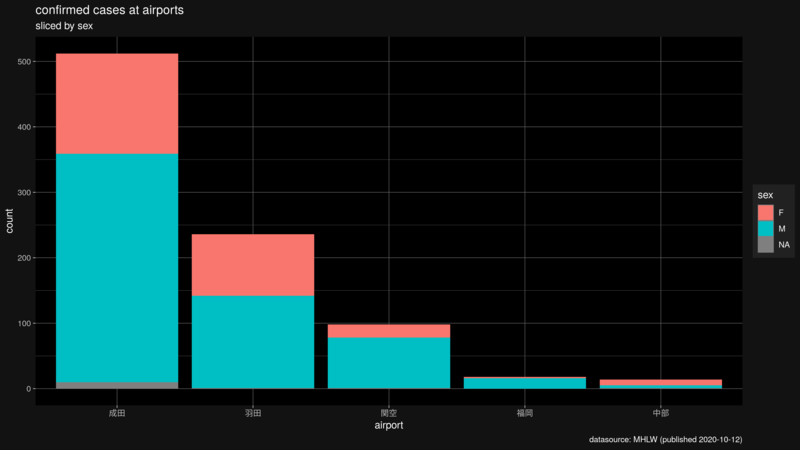 confirmed cases at airports
sliced by sex
count
500
400
300
200
100
0
成田 羽田 関空 福岡 中部
airport
sex
F
M
NA
datasource: MHLW (published 2020-10-12)